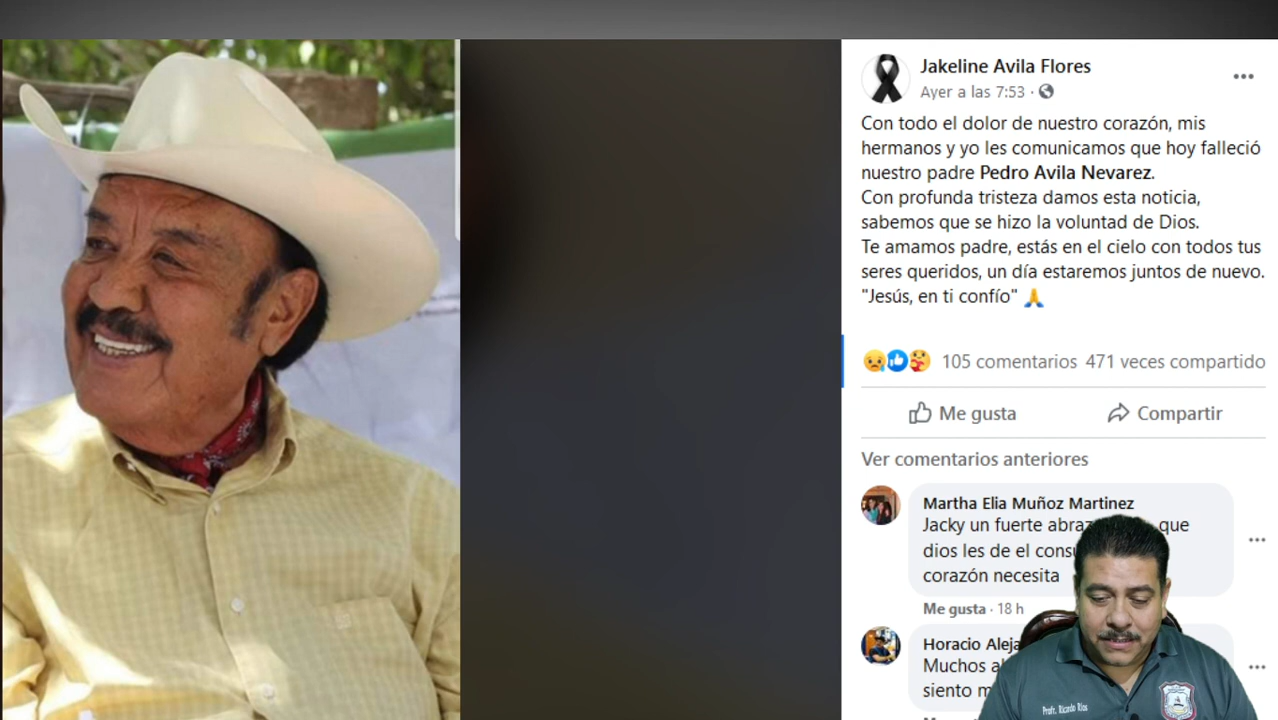 Jakeline Avila Flores
Ayer a las 7:53 ·
Con todo el dolor de nuestro corazón, mis
hermanos y yo les comunicamos que hoy falleció
nuestro padre Pedro Avila Nevarez.
Con profunda tristeza damos esta noticia,
sabemos que se hizo la voluntad de Dios.
Te amamos padre, estás en el cielo con todos tus
seres queridos, un día estaremos juntos de nuevo.
"Jesús, en ti confío" 🙏
105 comentarios 471 veces compartido
Me gusta Compartir
Ver comentarios anteriores
Martha Elia Muñoz Martinez
Jacky un fuerte que
dios les de el
corazón necesita
Me gusta · 18 h
Horacio
Muchos
siento
Profr. Ricardo Rios